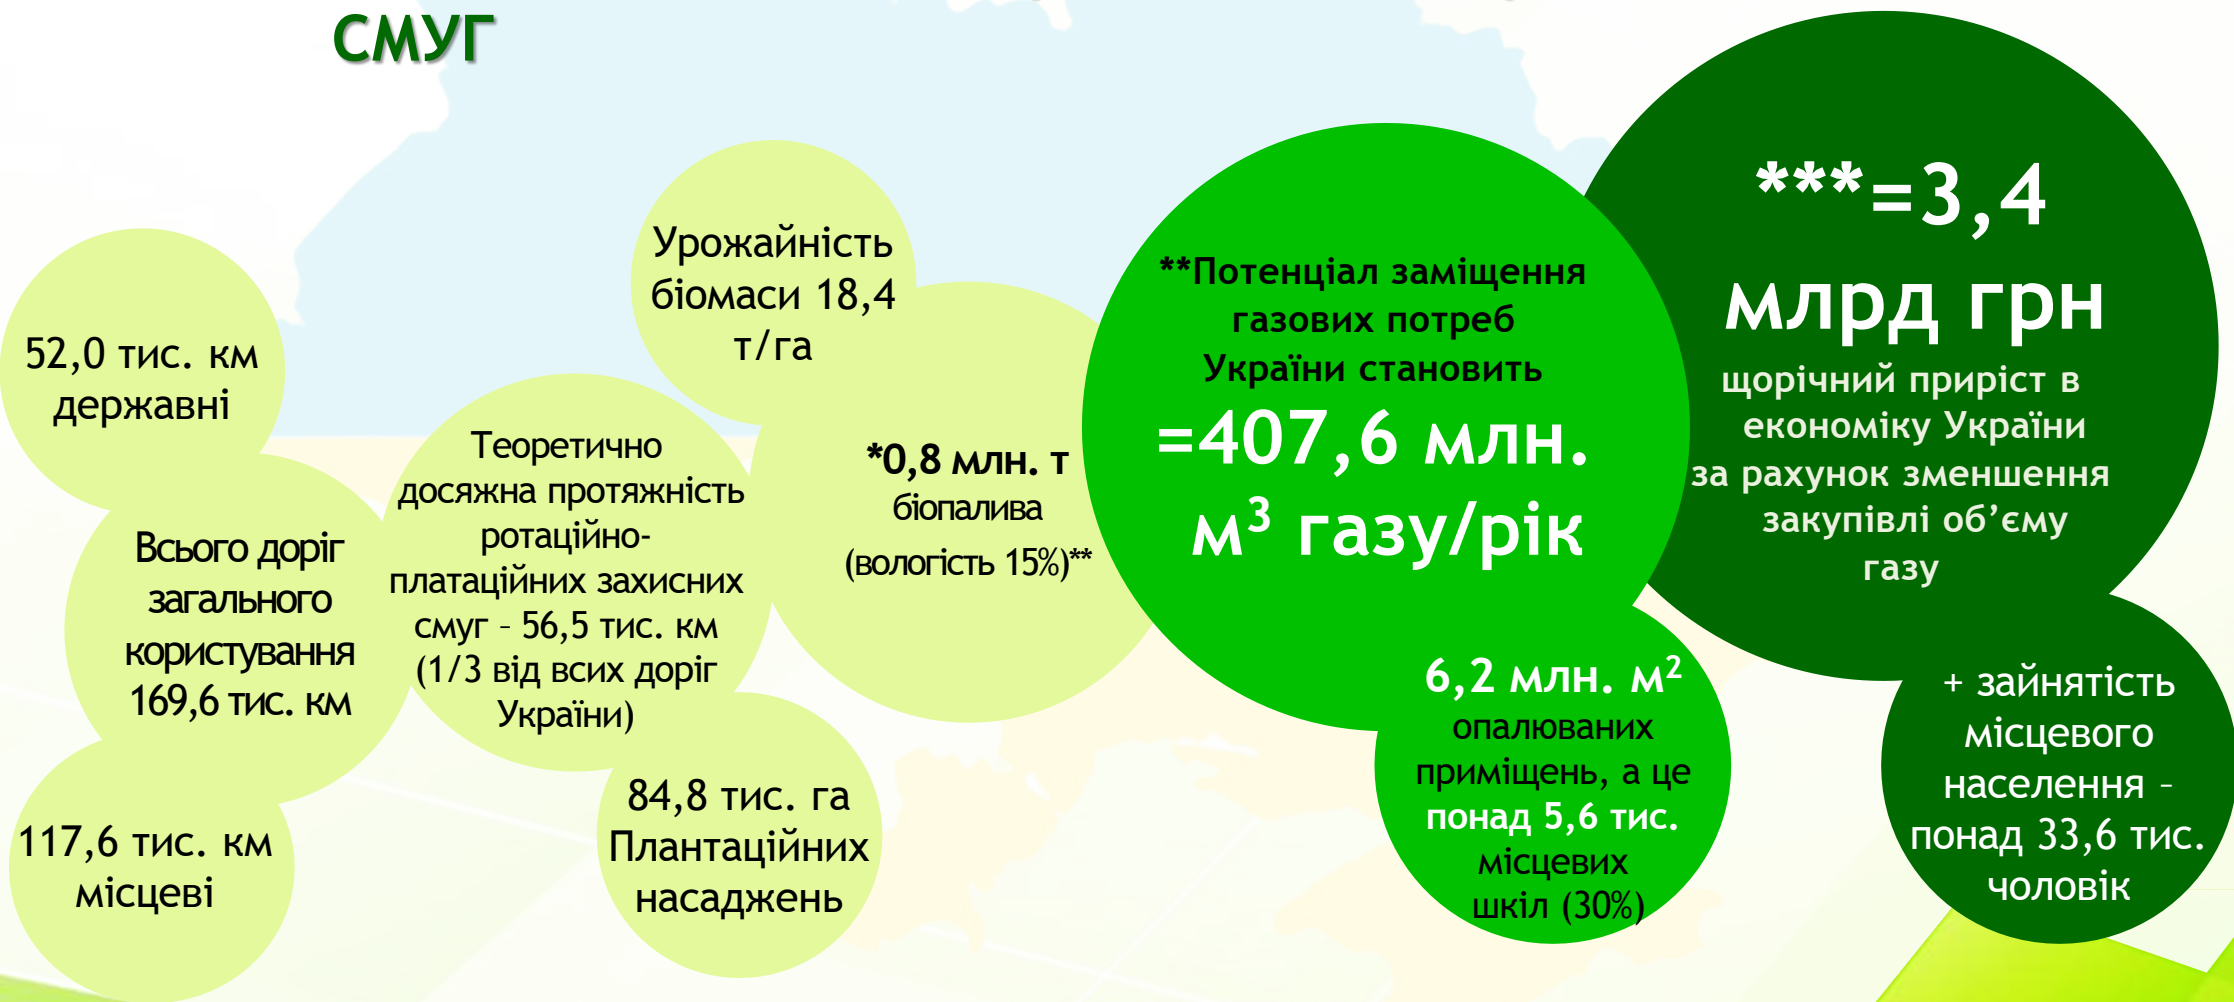 СМУГ
52,0 тис. км
державні
Всього доріг
загального
користування
169,6 тис. км
117,6 тис. км
місцеві
Теоретично
досяжна протяжність
ротаційно-
платаційних захисних
смуг – 56,5 тис. км
(1/3 від всих доріг
України)
Урожайність
біомаси 18,4
т/га
84,8 тис. га
Плантаційних
насаджень
*0,8 млн. т
біопалива
(вологість 15%)**
**Потенціал заміщення
газових потреб
України становить
=407,6 млн.
м³ газу/рік
6,2 млн. м²
опалюваних
приміщень, а це
понад 5,6 тис.
місцевих
шкіл (30%)
***=3,4
млрд грн
щорічний приріст в
економіку України
за рахунок зменшення
закупівлі об’єму
газу
+ зайнятість
місцевого
населення –
понад 33,6 тис.
чоловік